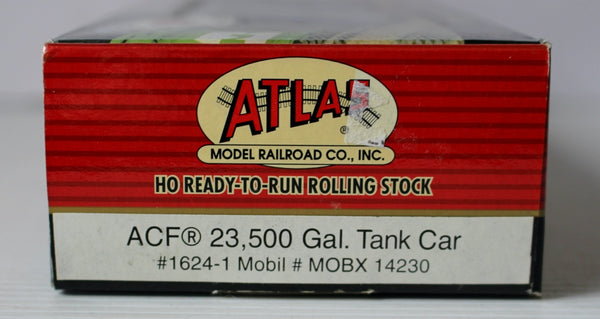 ATLA
®
MODEL RAILROAD CO., INC.
HO READY-TO-RUN ROLLING STOCK
ACF® 23,500 Gal. Tank Car
#1624-1 Mobil # MOBX 14230